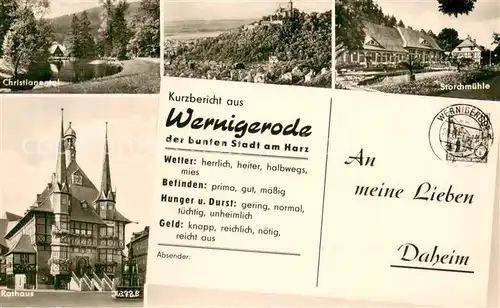 Christianental
Storchmühle
Kurzbericht aus
Wernigerode
der bunten Stadt am Harz
Wetter: herrlich, heiter, halbwegs,
mies
Befinden: prima, gut, mäßig
Hunger u. Durst: gering, normal,
tüchtig, unheimlich
Geld: knapp, reichlich, nötig,
reicht aus
Absender:
WERNIGERODE
An
meine Lieben
Daheim
Rathaus